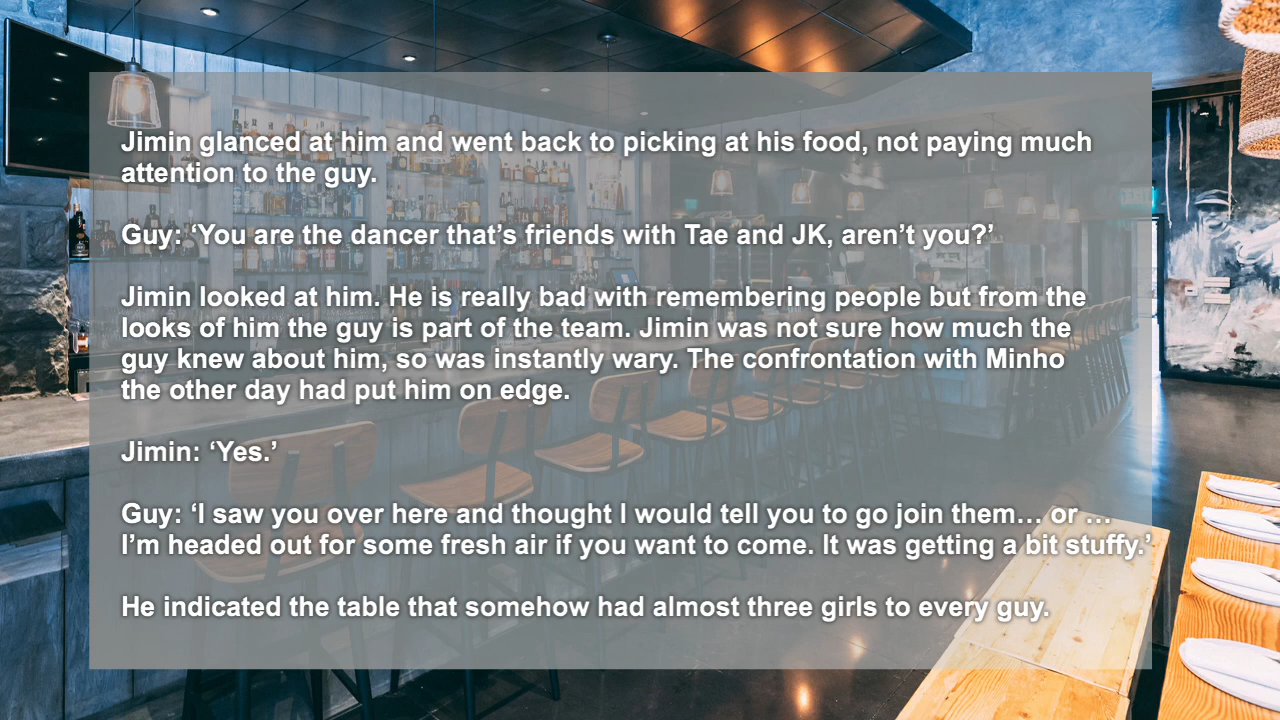 Jimin glanced at him and went back to picking at his food, not paying much
attention to the guy.
Guy: ‘You are the dancer that’s friends with Tae and JK, aren’t you?’
Jimin looked at him. He is really bad with remembering people but from the
looks of him the guy is part of the team. Jimin was not sure how much the
guy knew about him, so was instantly wary. The confrontation with Minho
the other day had put him on edge.
Jimin: ‘Yes.’
Guy: ‘I saw you over here and thought I would tell you to go join them… or …
I’m headed out for some fresh air if you want to come. It was getting a bit stuffy.’
He indicated the table that somehow had almost three girls to every guy.